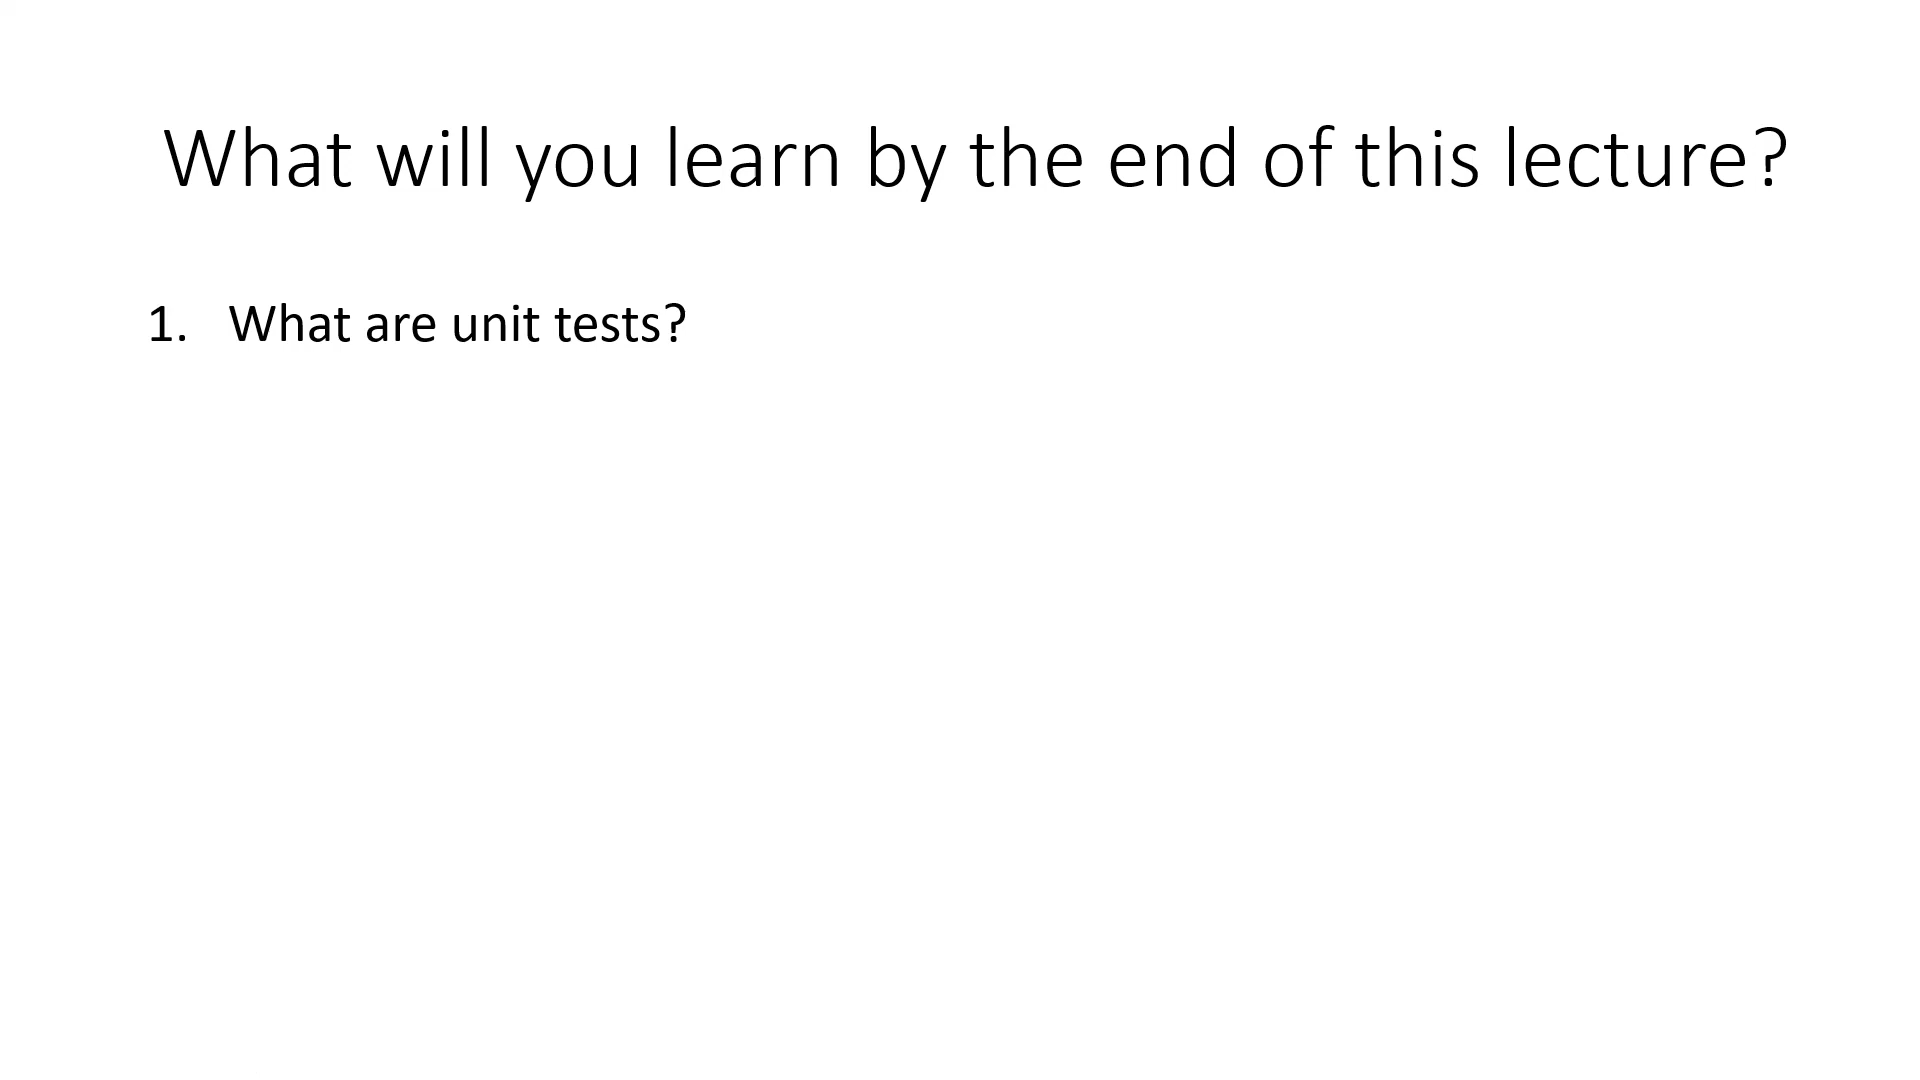 What will you learn by the end of this lecture?
1. What are unit tests?